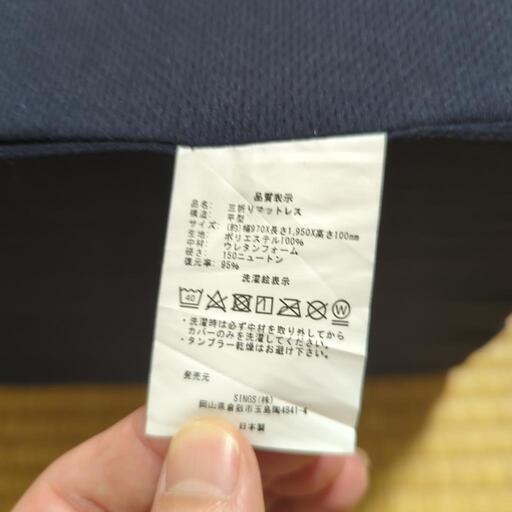 品質表示
品名: 三折りマットレス
構造: 平型
サイズ: (約)幅970X長さ1,950X高さ100mm
生地: ポリエステル100%
中材: ウレタンフォーム
硬さ: 150ニュートン
復元率: 95%
洗濯絵表示
40 W
・洗濯時は必ず中材を取り外してから
カバーのみを洗濯してください。
・タンブラー乾燥はお避け下さい。
発売元
SINGS(株)
岡山県倉敷市玉島陶4841-4
日本製